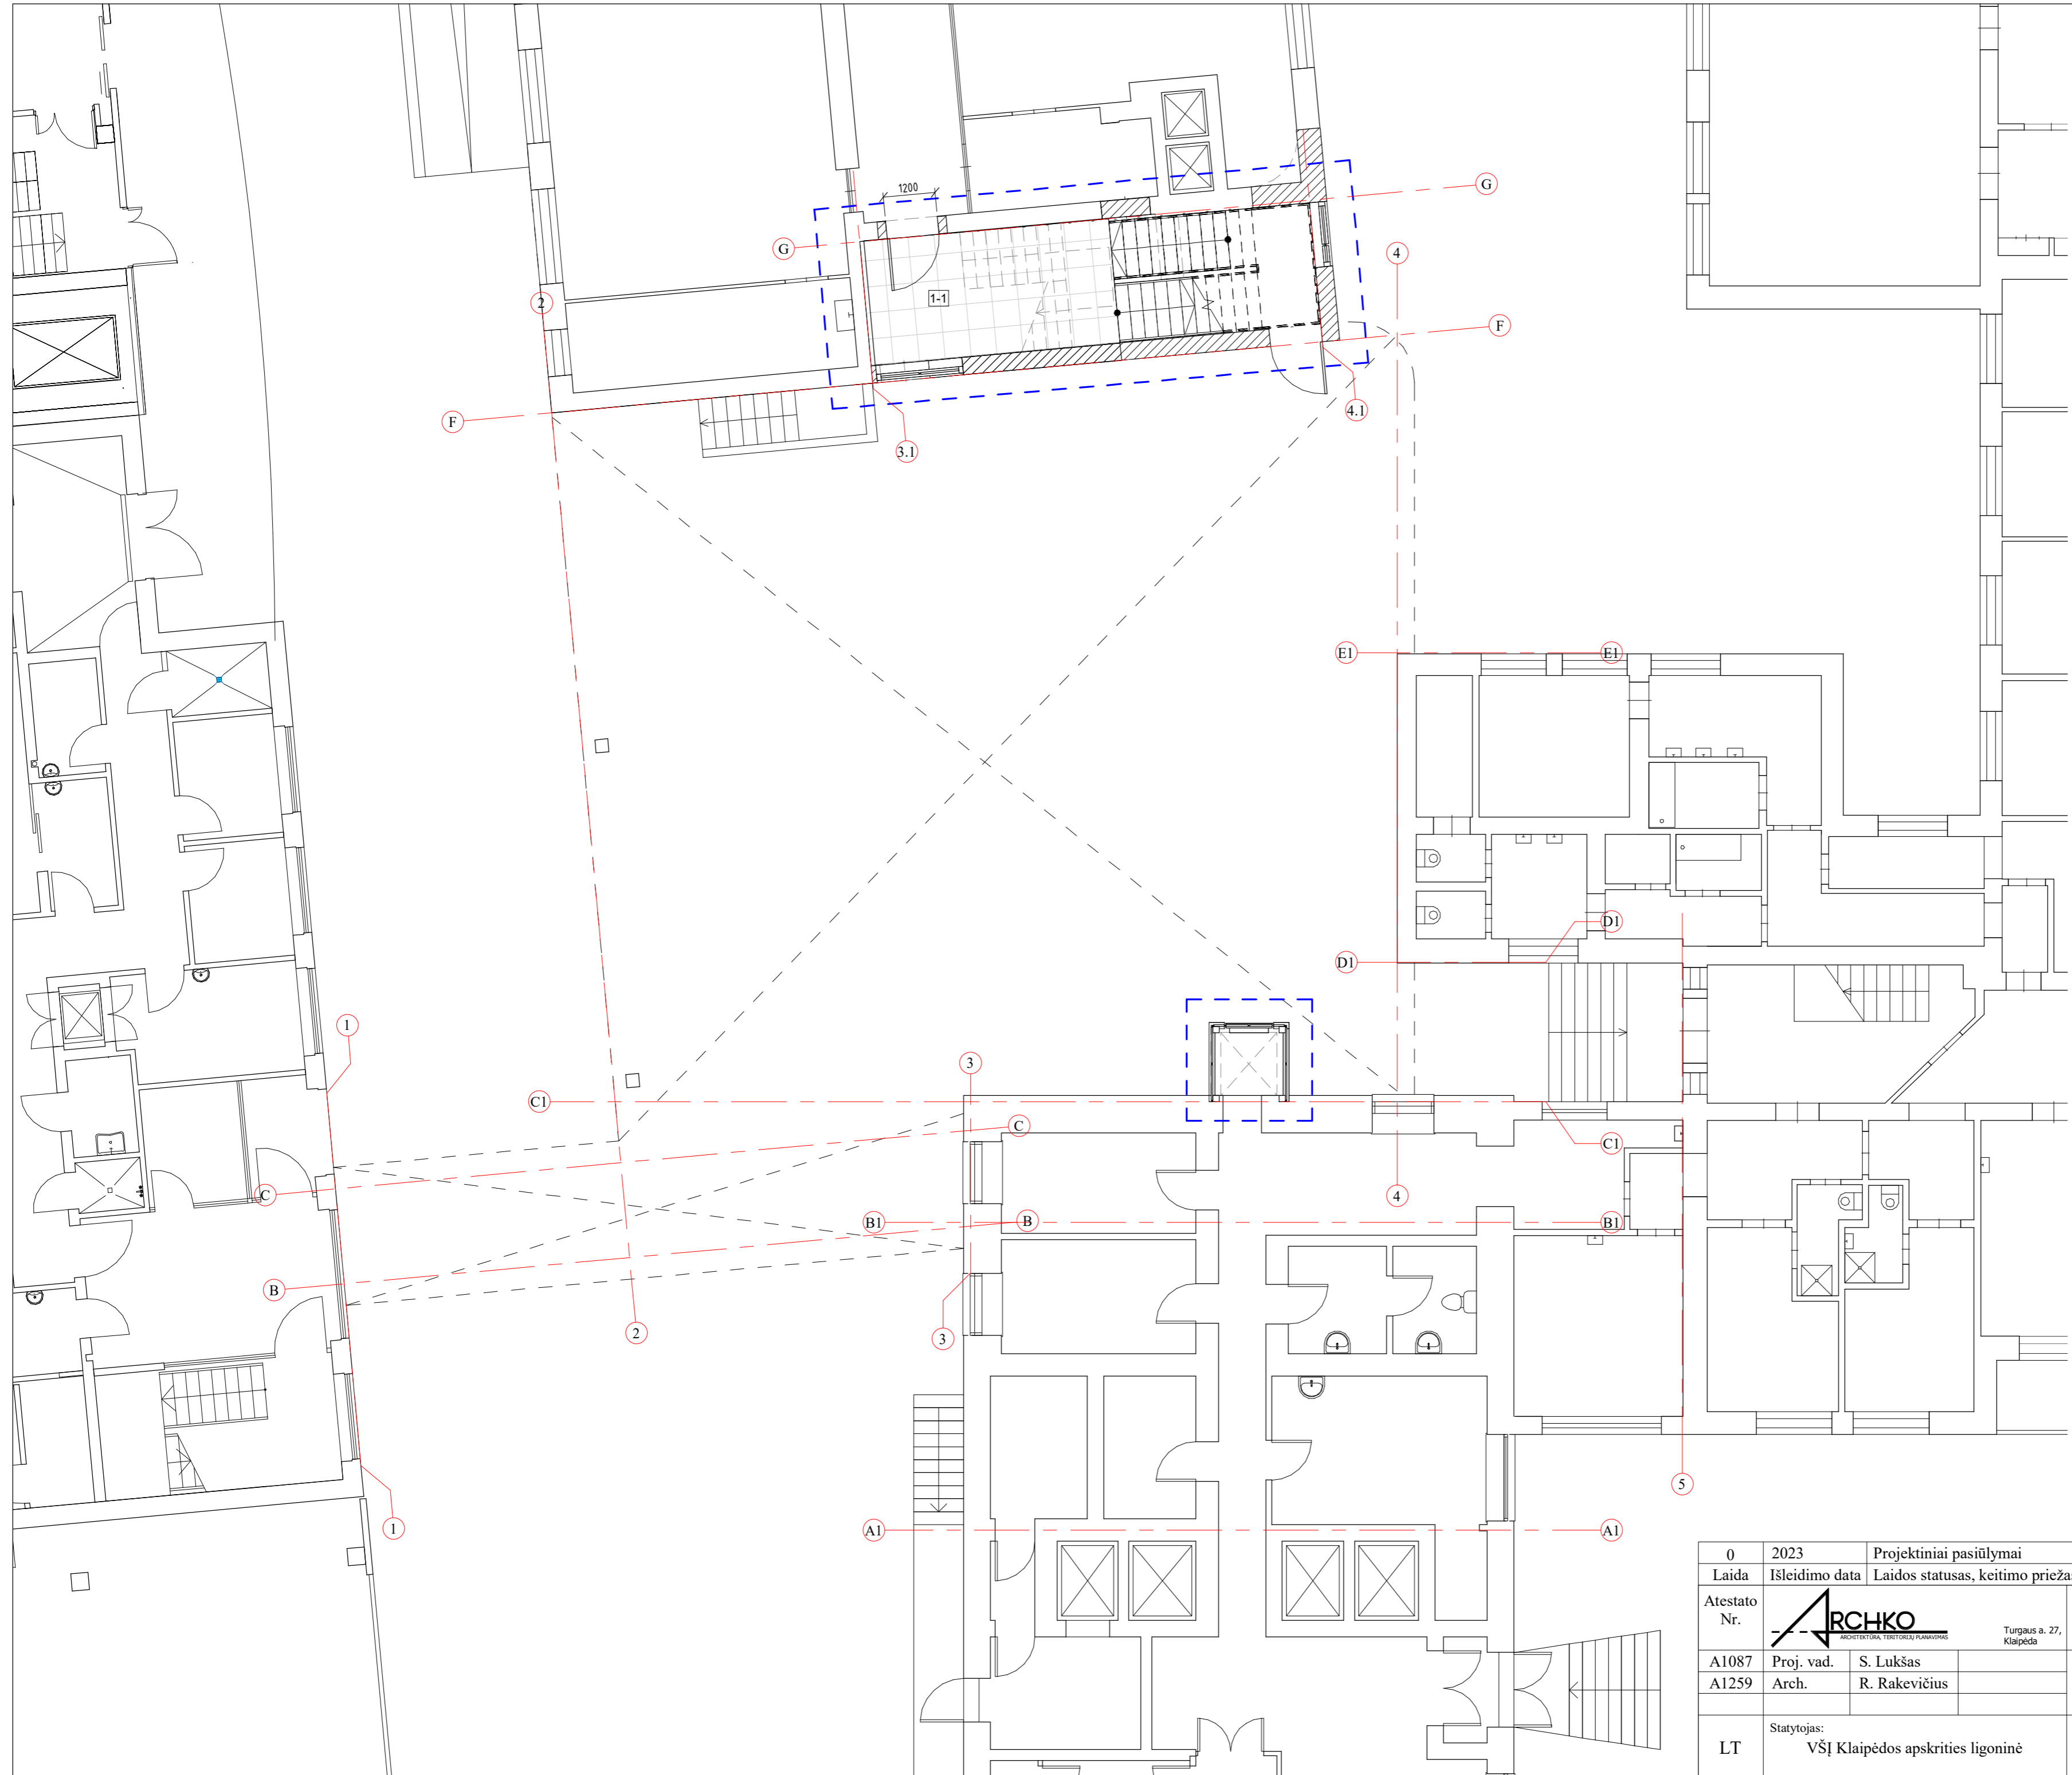 1200
G
G
4
1-1
2
F
F
4.1
3.1
E1
E1
D1
D1
1
3
C1
C
C1
C
4
B1
B
B1
B
2
3
5
1
A1
A1
0 2023 Projektiniai pasiūlymai
Laida Išleidimo data Laidos statusas, keitimo
Atestato
Nr.
ARCHKO
ARCHITEKTŪRA, TERITORIJŲ PLANAVIMAS
Turgaus a. 27,
Klaipėda
A1087 Proj. vad. S. Lukšas
A1259 Arch. R. Rakevičius
Statytojas:
LT VŠĮ Klaipėdos apskrities ligoninė